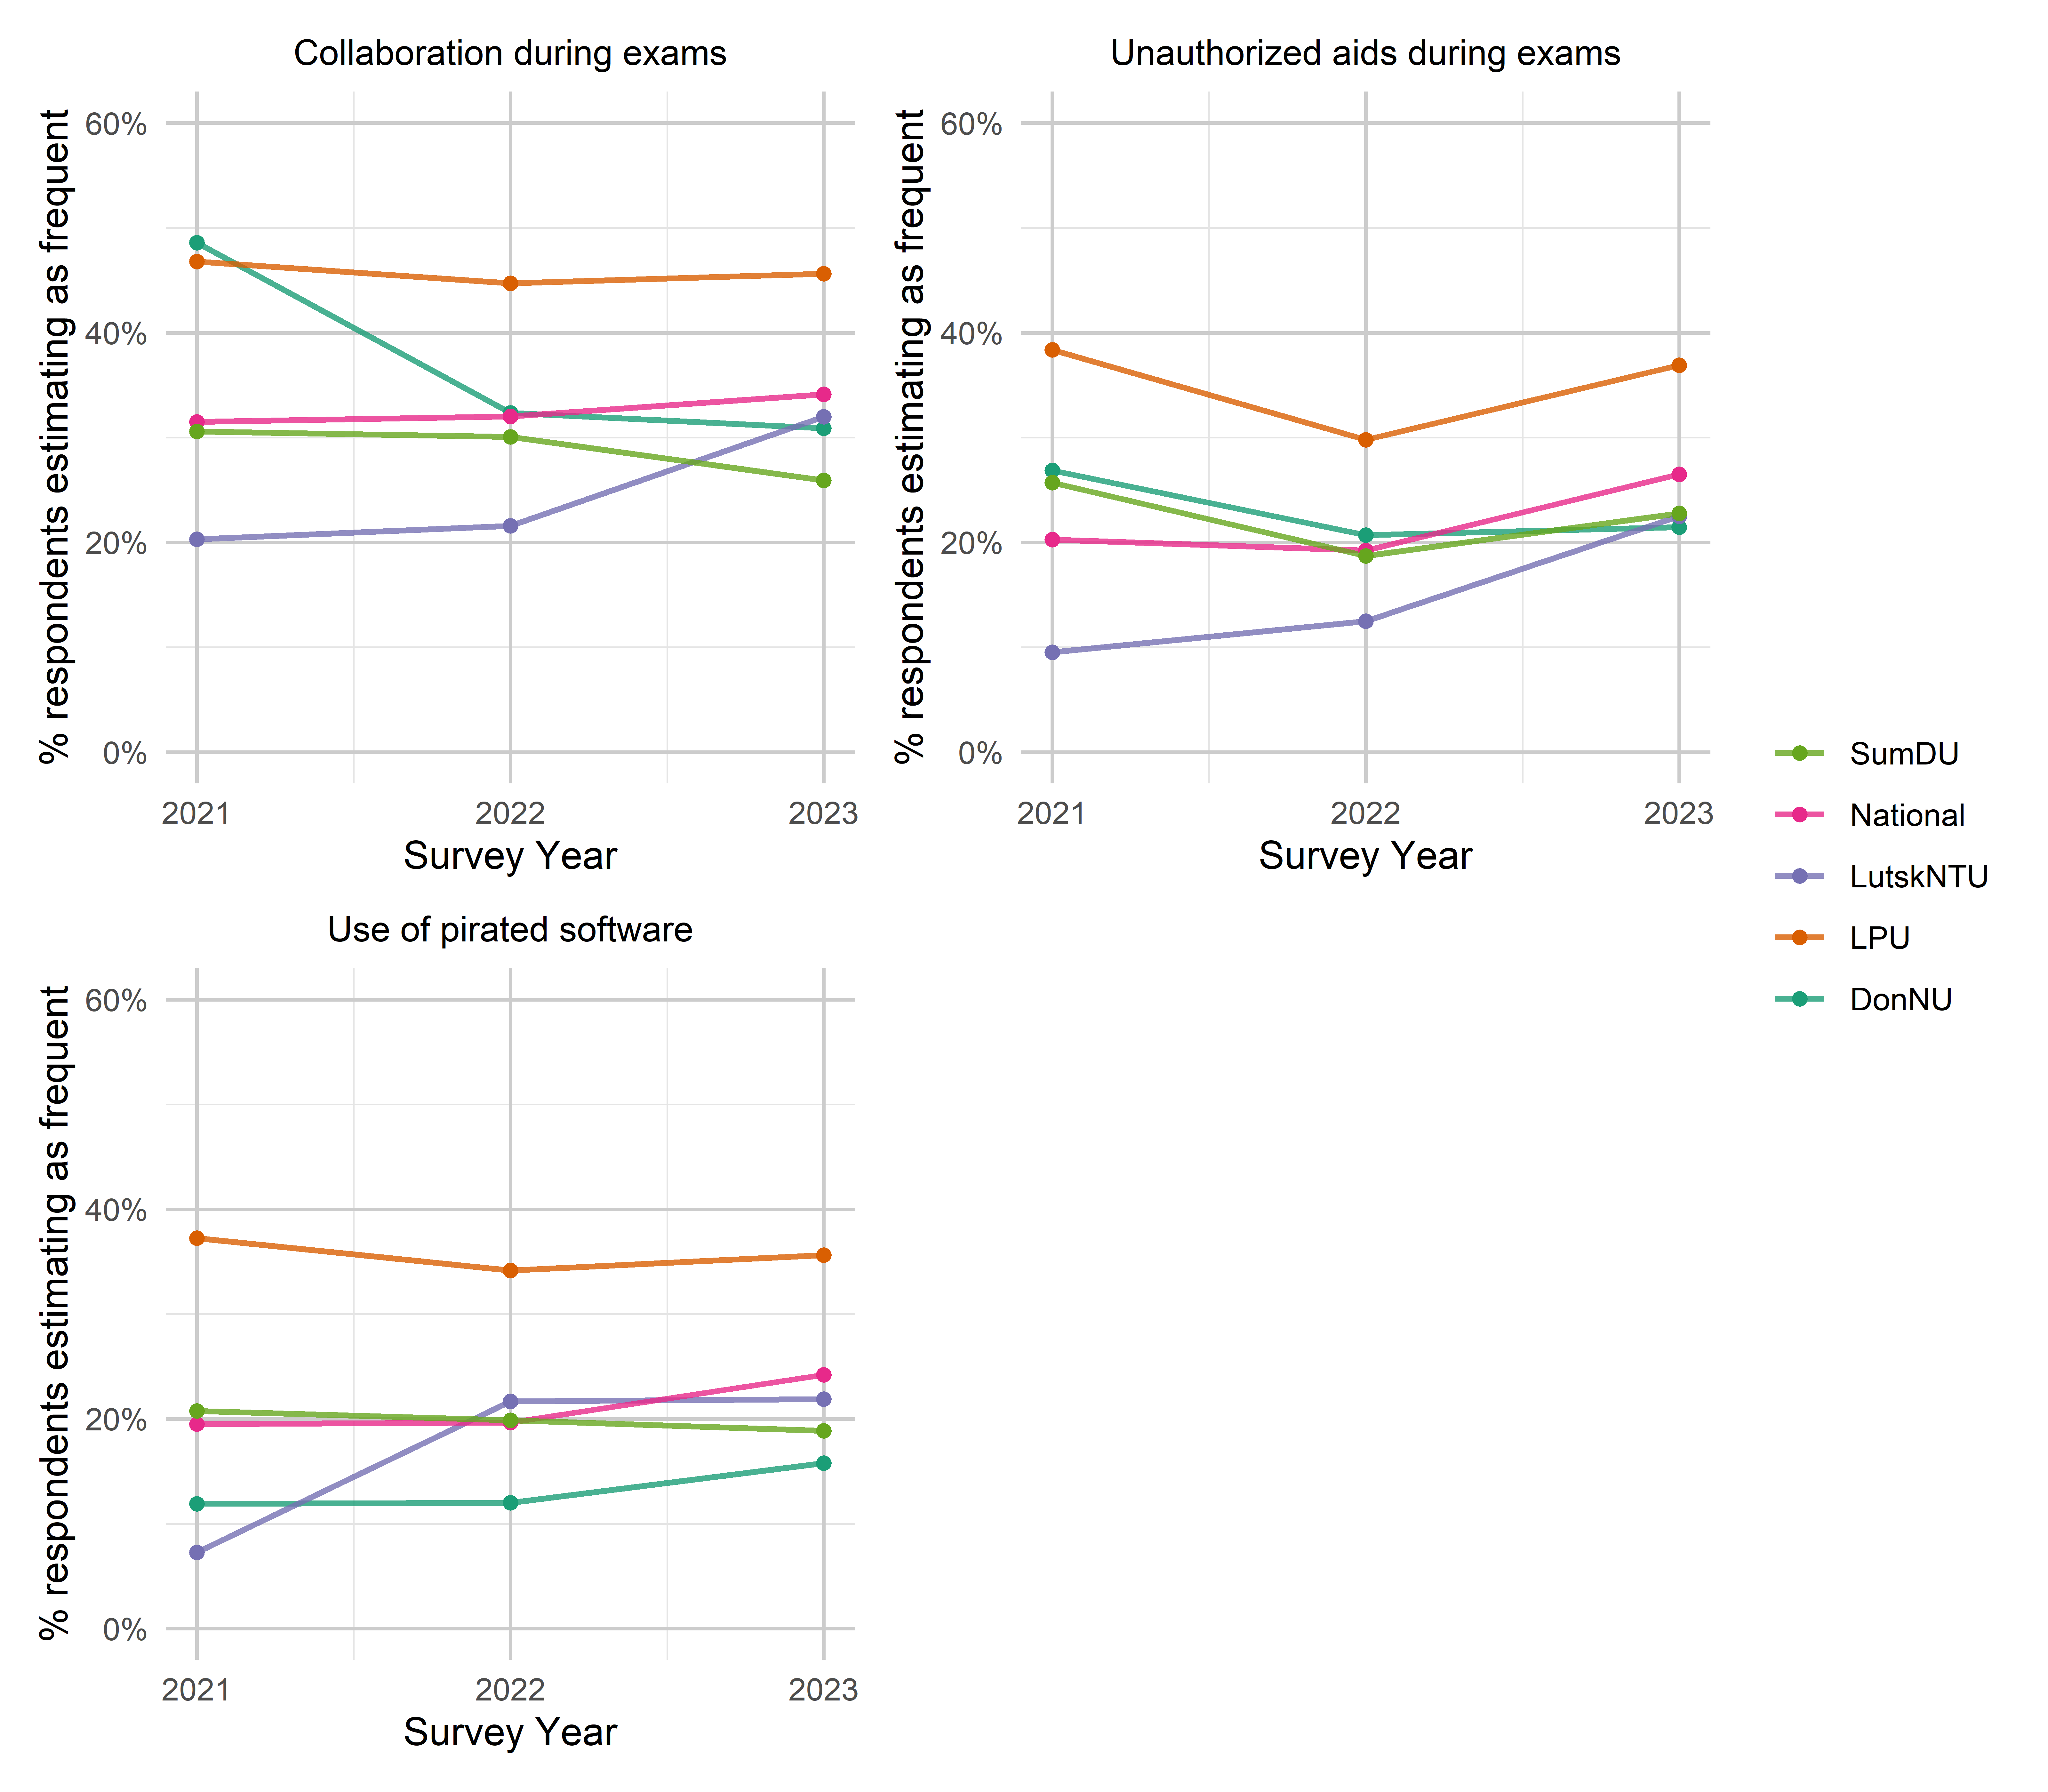 Collaboration during exams
% respondents estimating as frequent
60%
40%
20%
0%
2021 2022 2023
Survey Year
Unauthorized aids during exams
% respondents estimating as frequent
60%
40%
20%
0%
2021 2022 2023
Survey Year
Use of pirated software
% respondents estimating as frequent
60%
40%
20%
0%
2021 2022 2023
Survey Year
SumDU
National
LutskNTU
LPU
DonNU